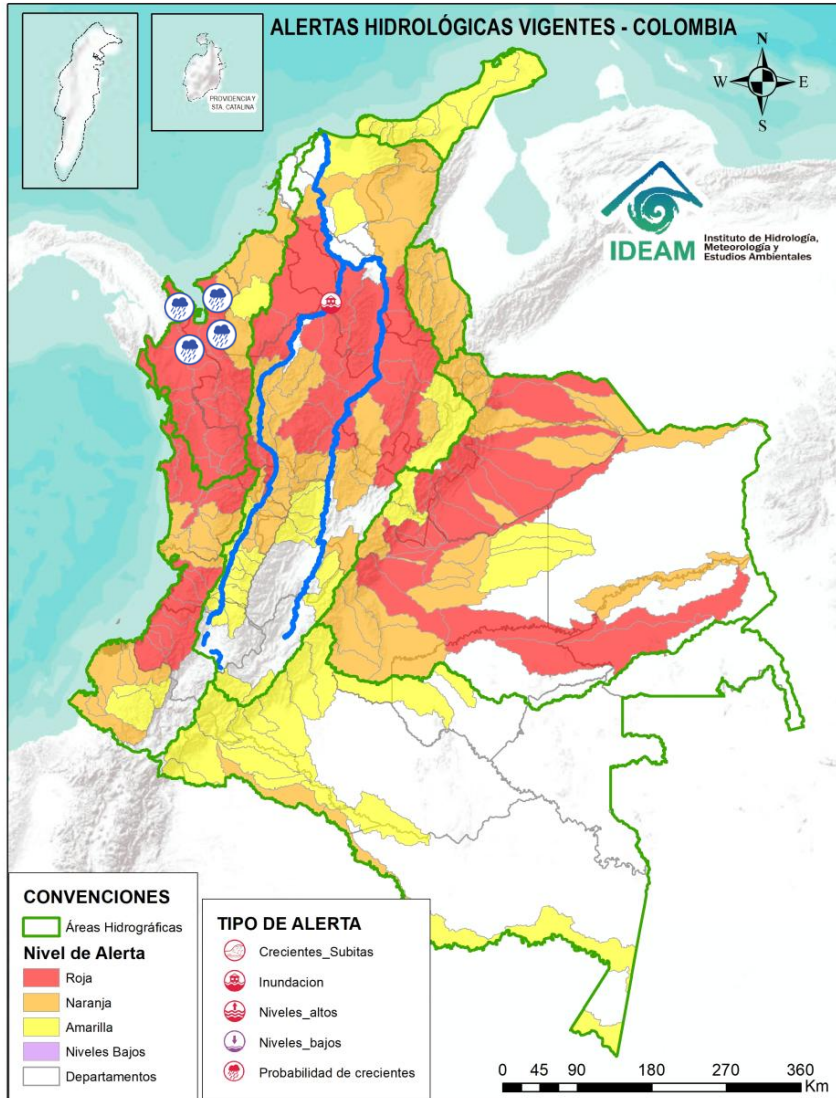 ALERTAS HIDROLÓGICAS VIGENTES - COLOMBIA
PROVIDENCIA Y
STA. CATALINA
N
W
E
S
IDEAM
Instituto de Hidrología,
Meteorología y
Estudios Ambientales
CONVENCIONES
Áreas Hidrográficas
Nivel de Alerta
Roja
Naranja
Amarilla
Niveles Bajos
Departamentos
TIPO DE ALERTA
Crecientes_Subitas
Inundacion
Niveles_altos
Niveles_bajos
Probabilidad de crecientes
0 45 90 180 270 360
Km